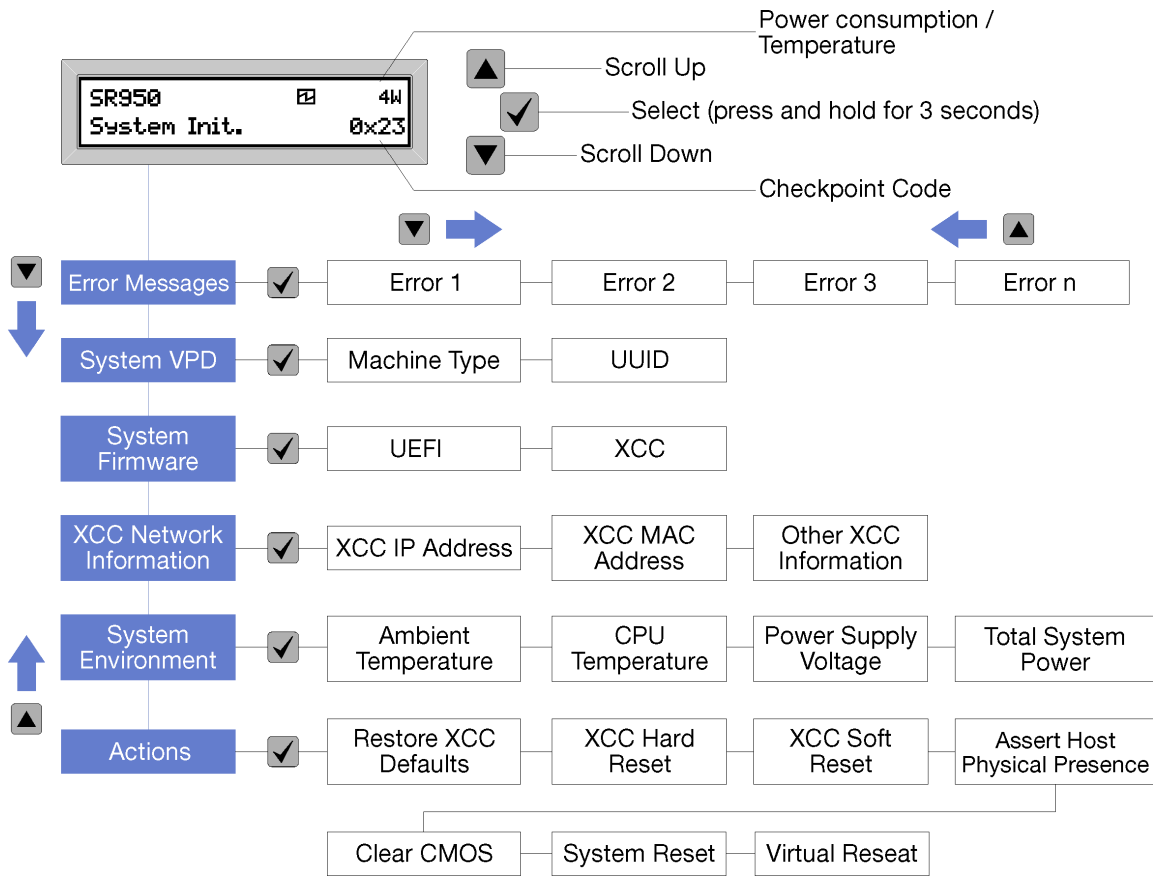 Power consumption /
Temperature
SR950 4W
System Init. 0x23
Scroll Up
Select (press and hold for 3 seconds)
Scroll Down
Checkpoint Code
Error Messages
Error 1
Error 2
Error 3
Error n
System VPD
Machine Type
UUID
System
Firmware
UEFI
XCC
XCC Network
Information
XCC IP Address
XCC MAC
Address
Other XCC
Information
System
Environment
Ambient
Temperature
CPU
Temperature
Power Supply
Voltage
Total System
Power
Actions
Restore XCC
Defaults
XCC Hard
Reset
XCC Soft
Reset
Assert Host
Physical Presence
Clear CMOS
System Reset
Virtual Reseat